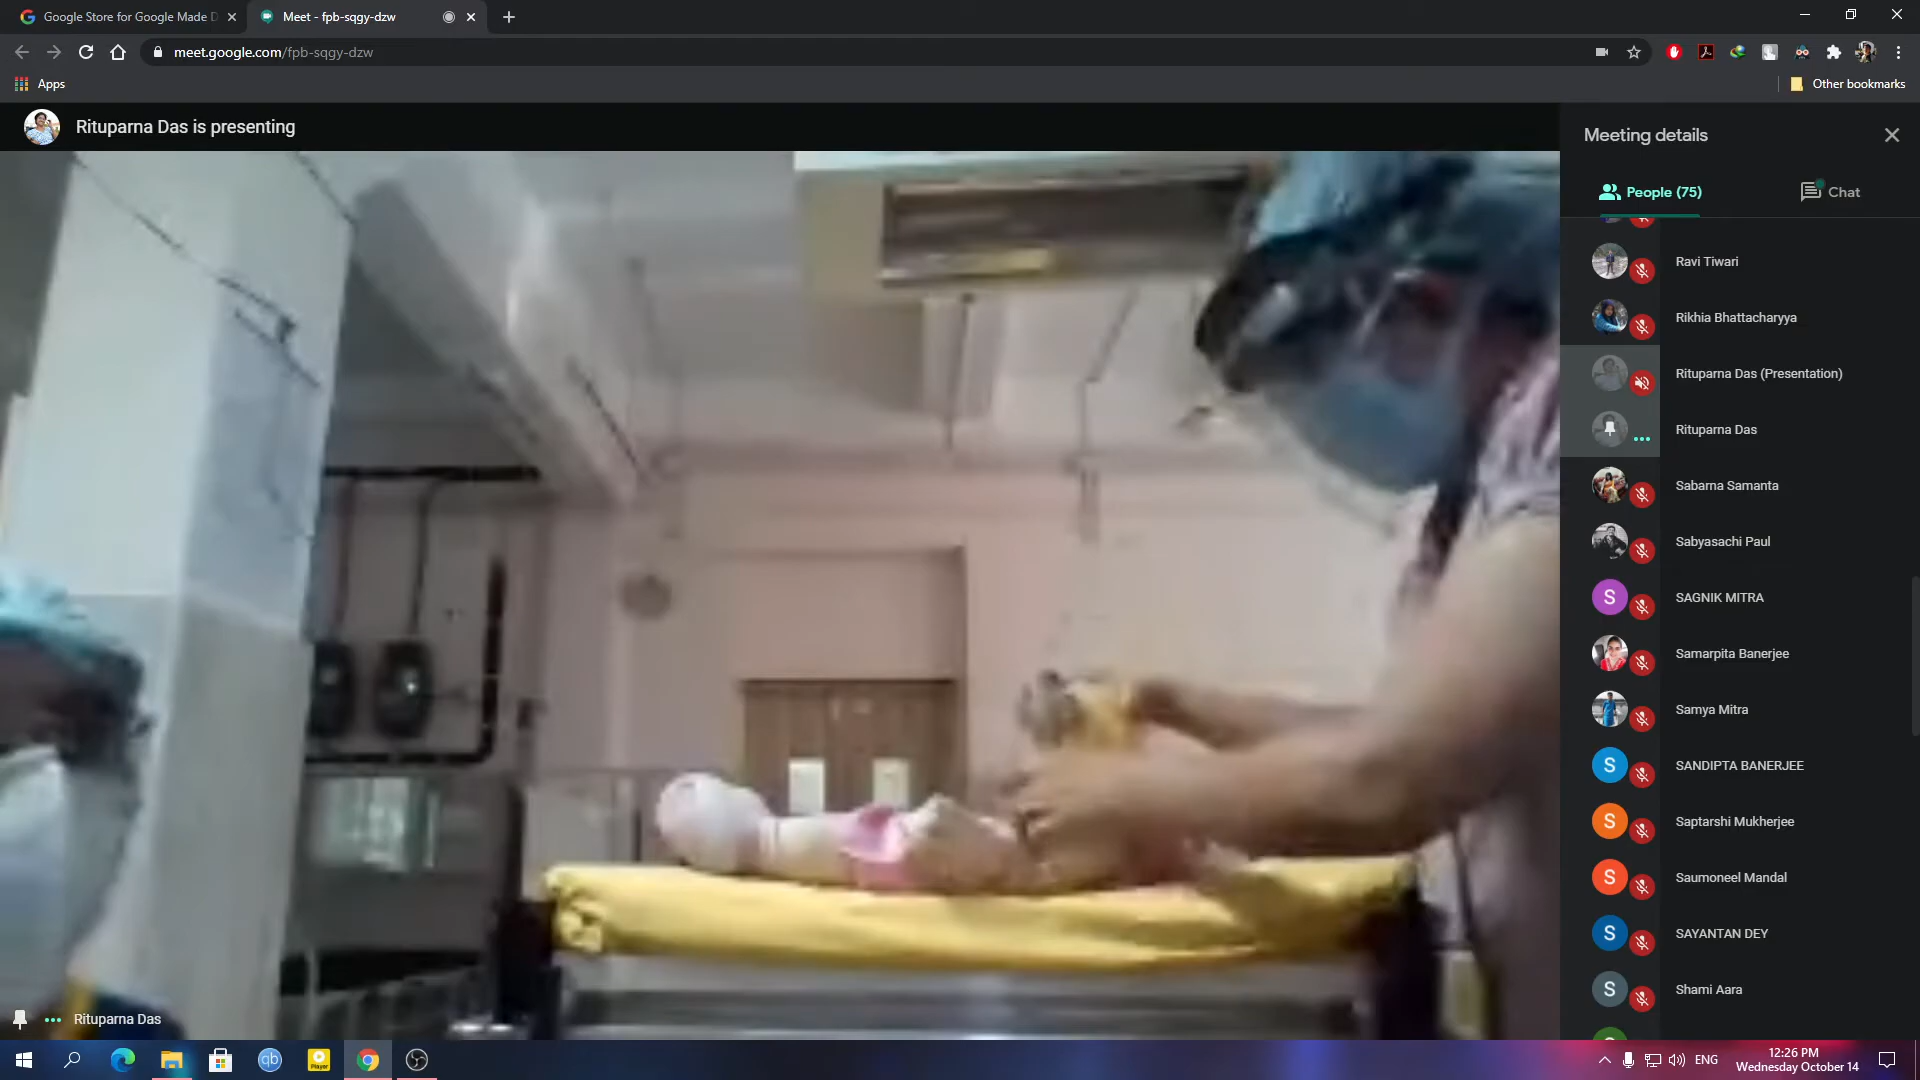 Google Store for Google Made D
Meet - fpb-sqgy-dzw
meet.google.com/fpb-sqgy-dzw
Apps
Other bookmarks
Rituparna Das is presenting
Meeting details
People (75)
Chat
Ravi Tiwari
Rikhia Bhattacharyya
Rituparna Das (Presentation)
Rituparna Das
Sabarna Samanta
Sabyasachi Paul
S
SAGNIK MITRA
Samarpita Banerjee
Samya Mitra
S
SANDIPTA BANERJEE
S
Saptarshi Mukherjee
S
Saumoneel Mandal
S
SAYANTAN DEY
S
Shami Aara
Rituparna Das
qb
Player
ENG
12:26 PM
Wednesday October 14